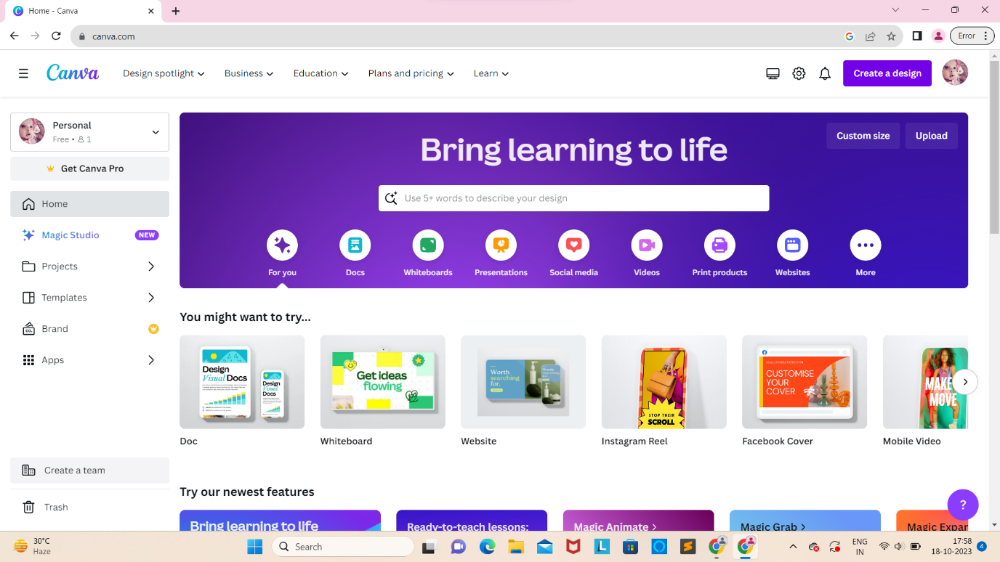 Home - Canva
canva.com
Error
Canva
Design spotlight
Business
Education
Plans and pricing
Learn
Create a design
Personal
Free • 1
Get Canva Pro
Home
Magic Studio
NEW
Projects
Templates
Brand
CO.
Apps
Create a team
Trash
Bring learning to life
Custom size
Upload
Use 5+ words to describe your design
For you
Docs
Whiteboards
Presentations
Social media
Videos
Print products
Websites
More
You might want to try...
Design
Visual Docs
Design
Visual Docs
Doc
Get ideas
flowing
Whiteboard
Worth
searching
for.
Worth
searching
for.
Website
STOP THEIR
SCROLL
Instagram Reel
CUSTOMISE
YOUR
COVER
Facebook Cover
MAKE
MOVE
Mobile Video
Try our newest features
Bring learning to life
Ready-to-teach lessons:
Magic Animate >
Magic Grab >
Magic Expan
?
30°C
Haze
Search
ENG
IN
17:58
18-10-2023
4